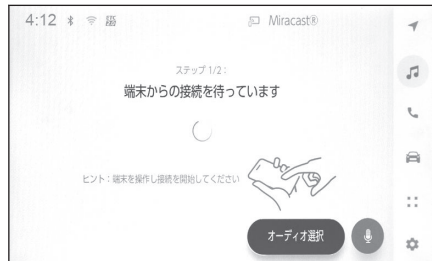 4:12
Miracast®
ステップ 1/2：
端末からの接続を待っています
ヒント：端末を操作し接続を開始してください
オーディオ選択